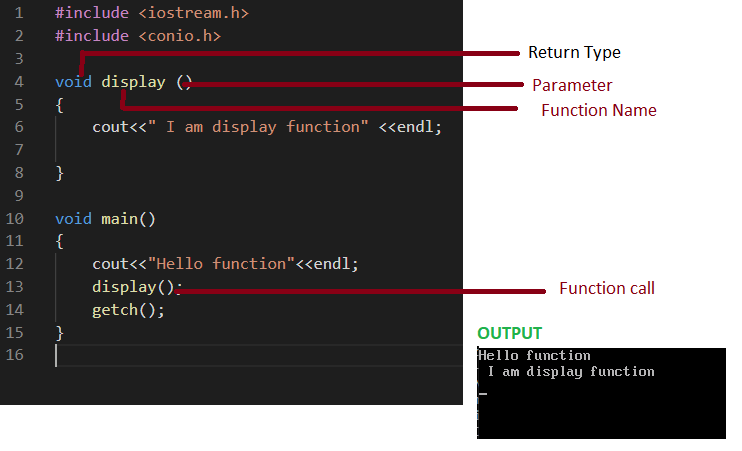 1 #include <iostream.h>
2 #include <conio.h>
3
Return Type
4 void display ()
Parameter
5 {
Function Name
6 cout<<" I am display function" <<endl;
7
8 }
9
10 void main()
11 {
12 cout<<"Hello function"<<endl;
13 display();
Function call
14 getch();
15 }
16
OUTPUT
Hello function
I am display function
_